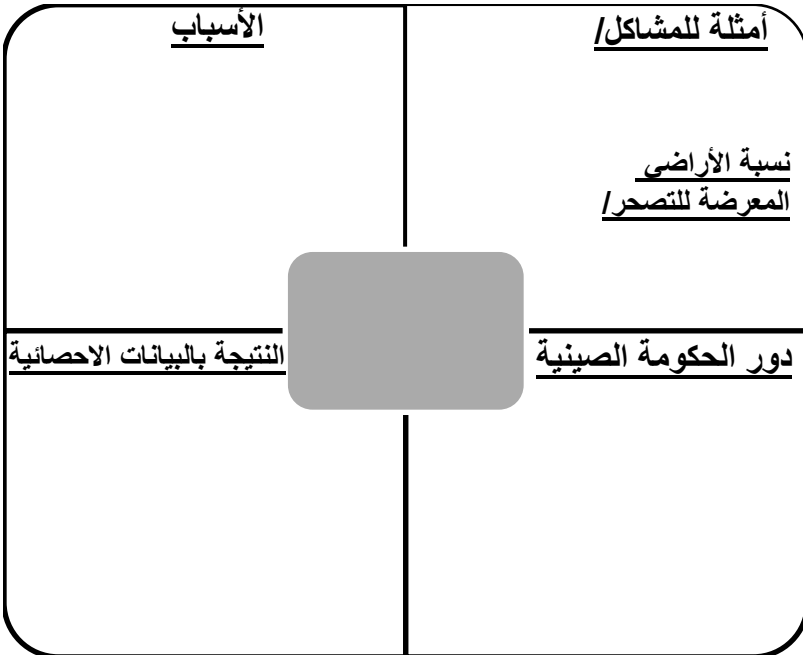 أمثلة للمشاكل/
نسبة الأراضي
المعرضة للتصحر/
الأسباب
دور الحكومة الصينية
النتيجة بالبيانات الاحصائية